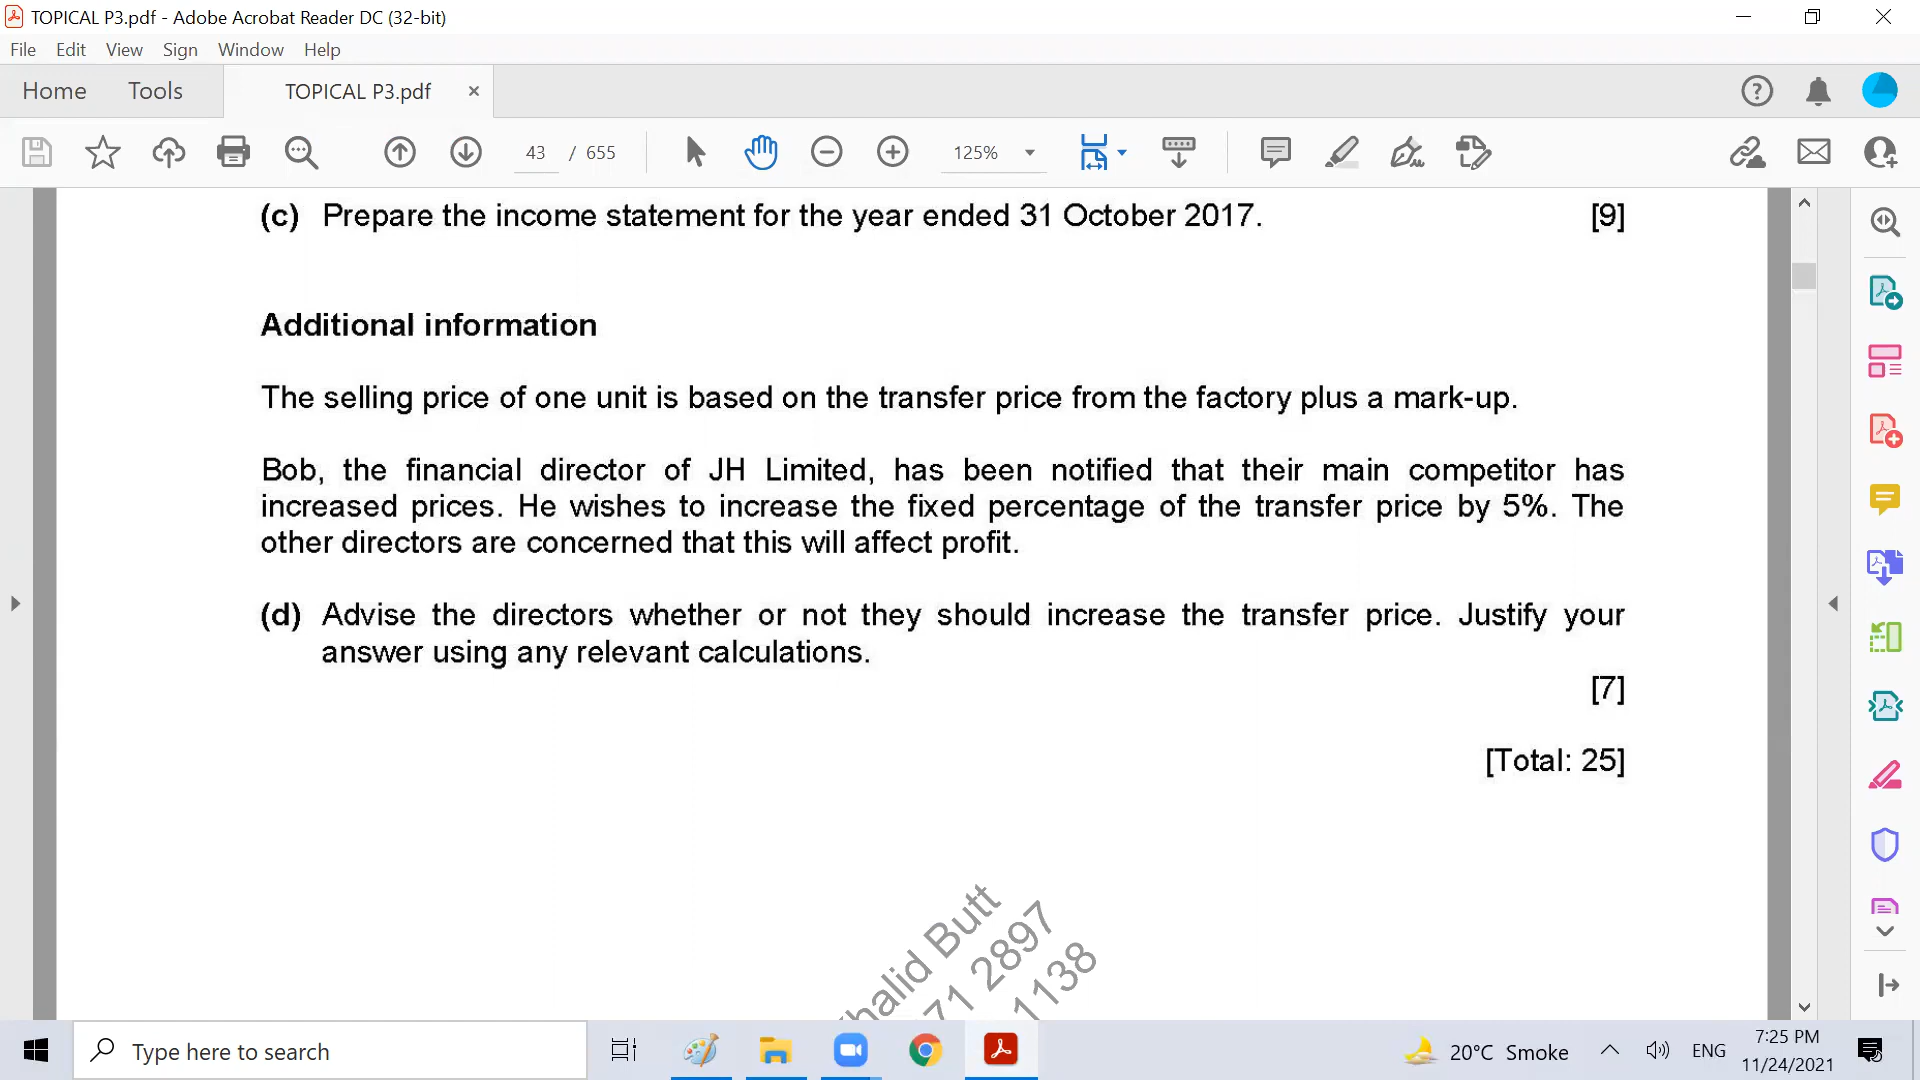 TOPICAL P3.pdf - Adobe Acrobat Reader DC (32-bit)
File Edit View Sign Window Help
Home Tools TOPICAL P3.pdf
43 / 655 125%
(c) Prepare the income statement for the year ended 31 October 2017. [9]
Additional information
The selling price of one unit is based on the transfer price from the factory plus a mark-up.
Bob, the financial director of JH Limited, has been notified that their main competitor has
increased prices. He wishes to increase the fixed percentage of the transfer price by 5%. The
other directors are concerned that this will affect profit.
(d) Advise the directors whether or not they should increase the transfer price. Justify your
answer using any relevant calculations.
[7]
[Total: 25]
halid Butt
71 2897
1138
Type here to search
20°C Smoke
ENG
7:25 PM
11/24/2021